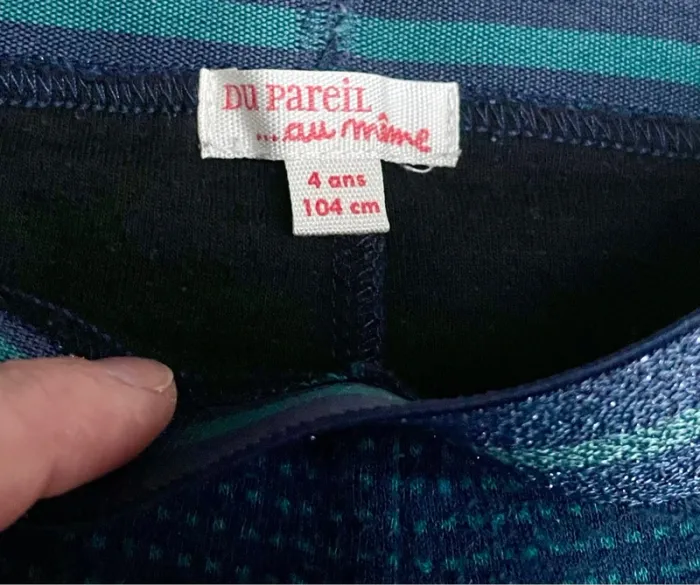 DU PAREIL
...au même
4 ans
104 cm